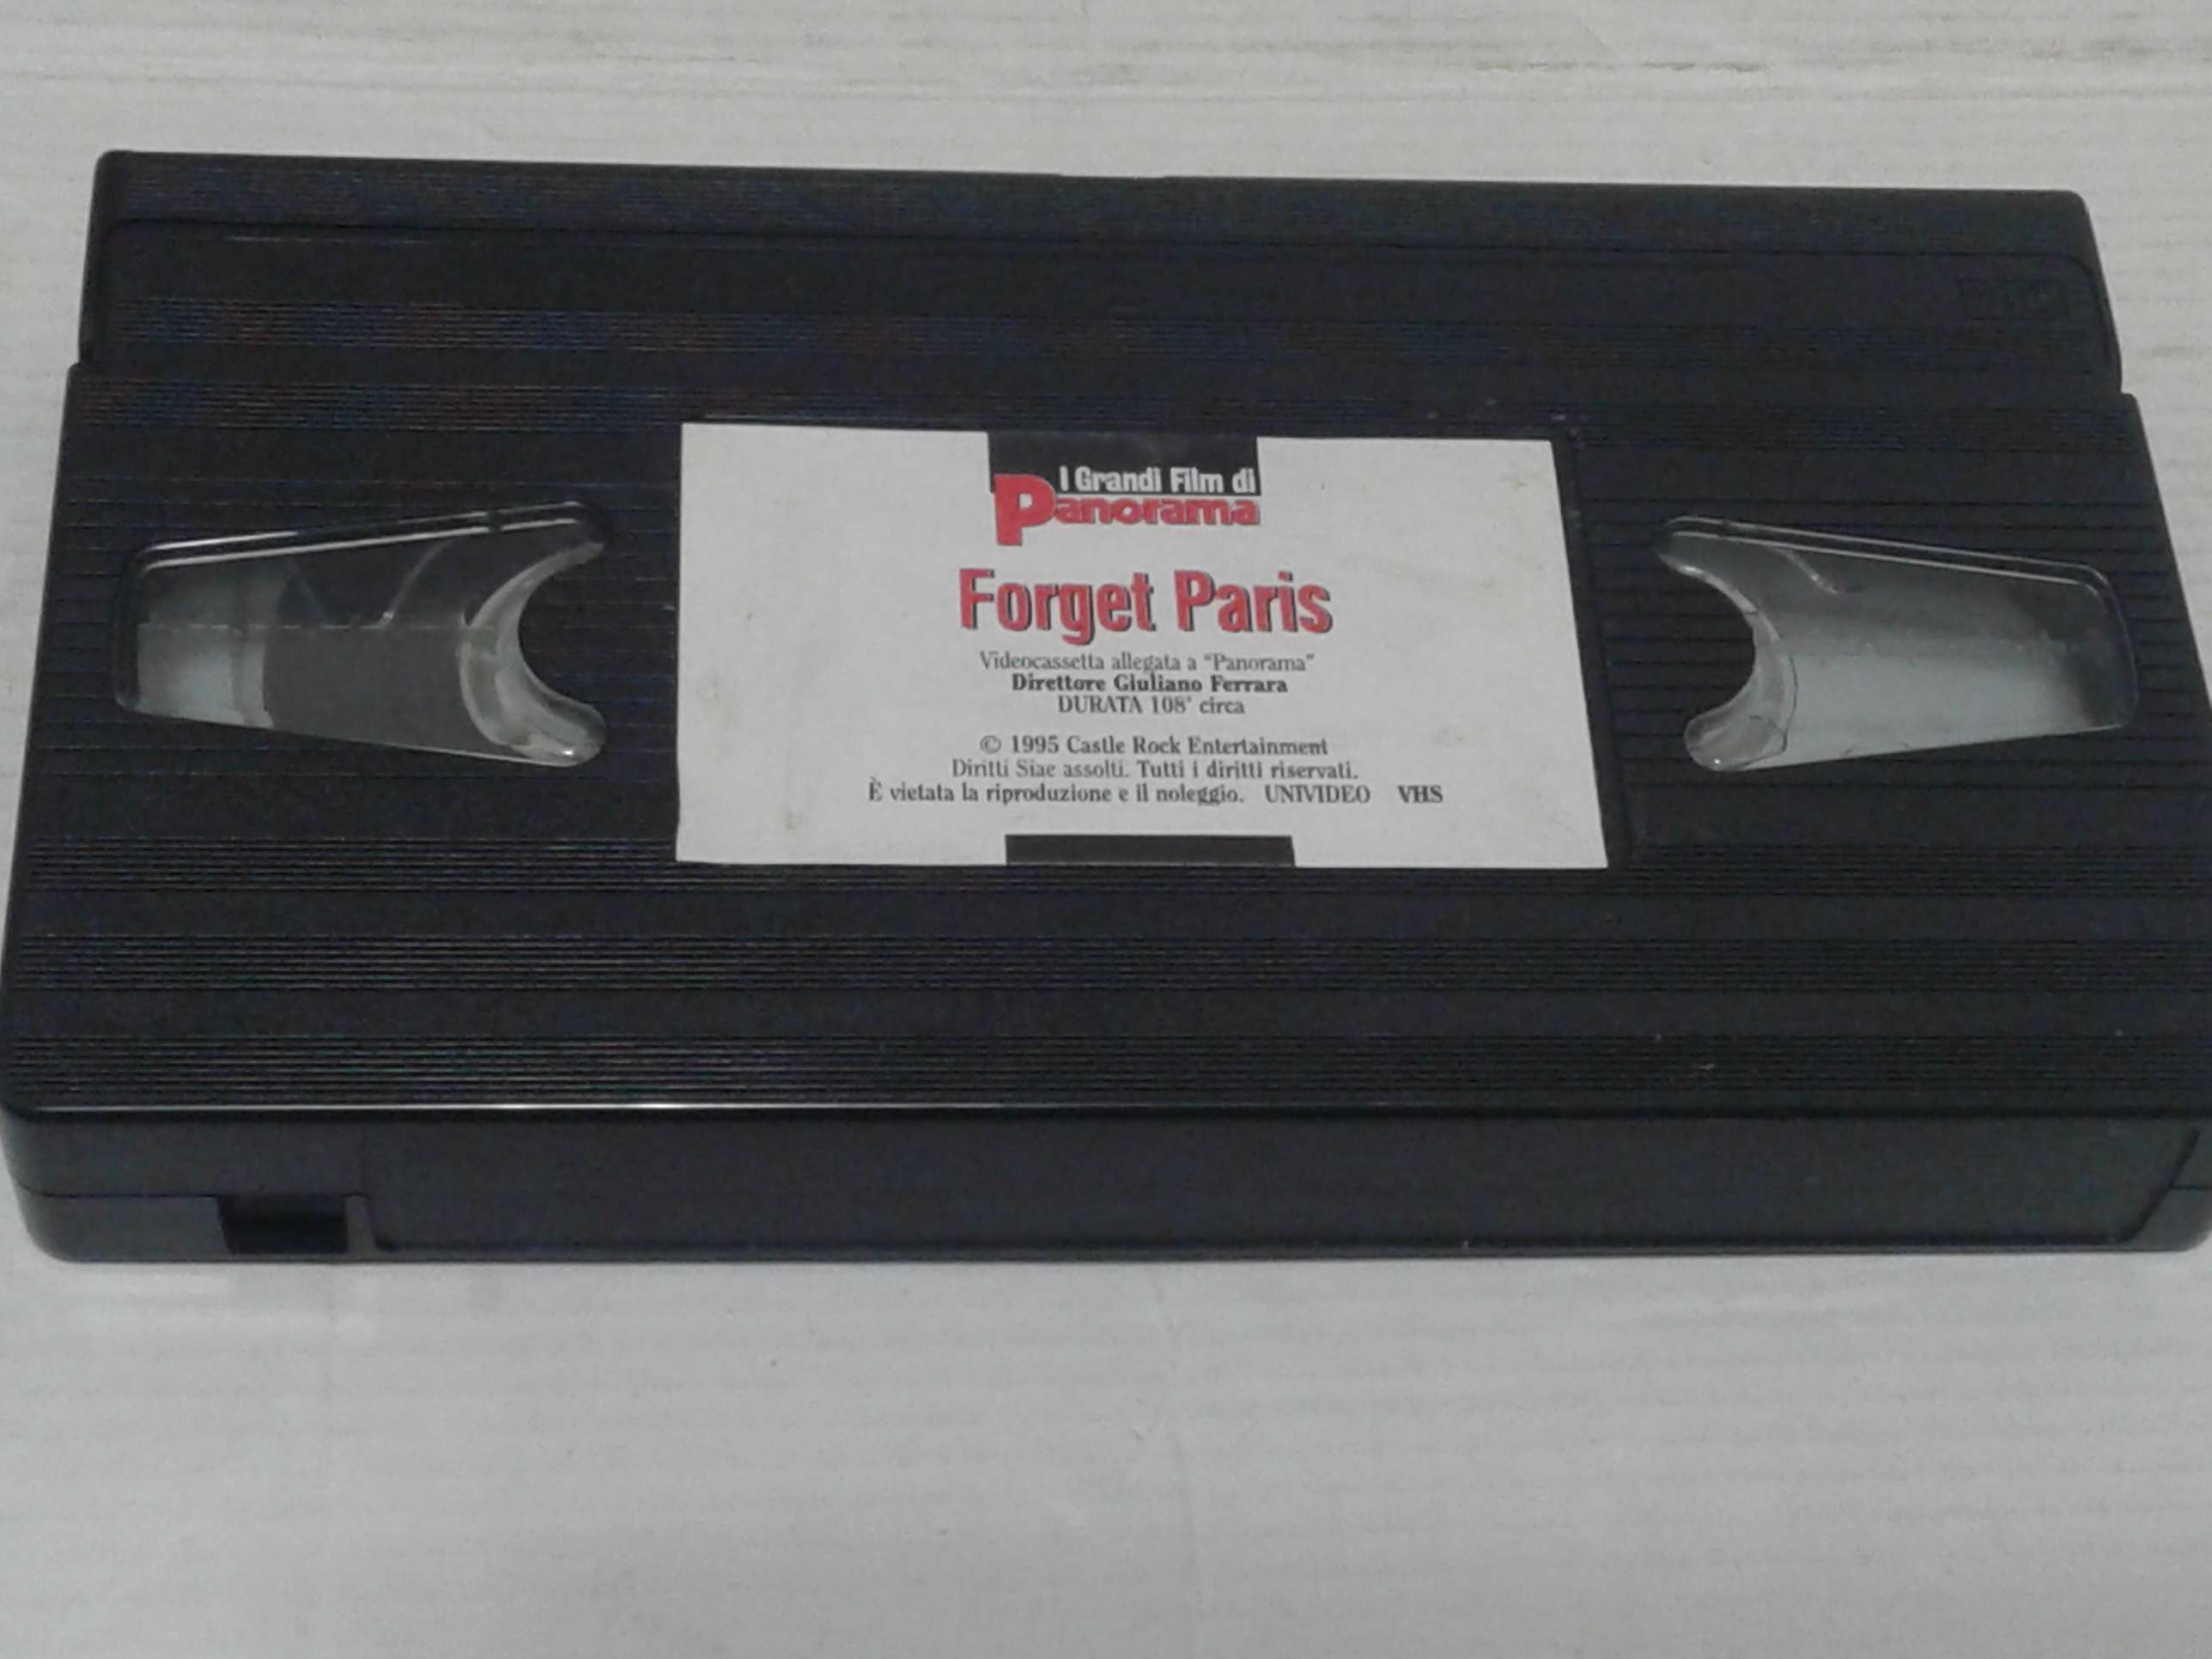 I Grandi Film di
Panorama
Forget Paris
Videocassetta allegata a "Panorama"
Direttore Giuliano Ferrara
DURATA 108' circa
© 1995 Castle Rock Entertainment
Diritti Siae assolti. Tutti i diritti riservati.
È vietata la riproduzione e il noleggio. UNIVIDEO VHS